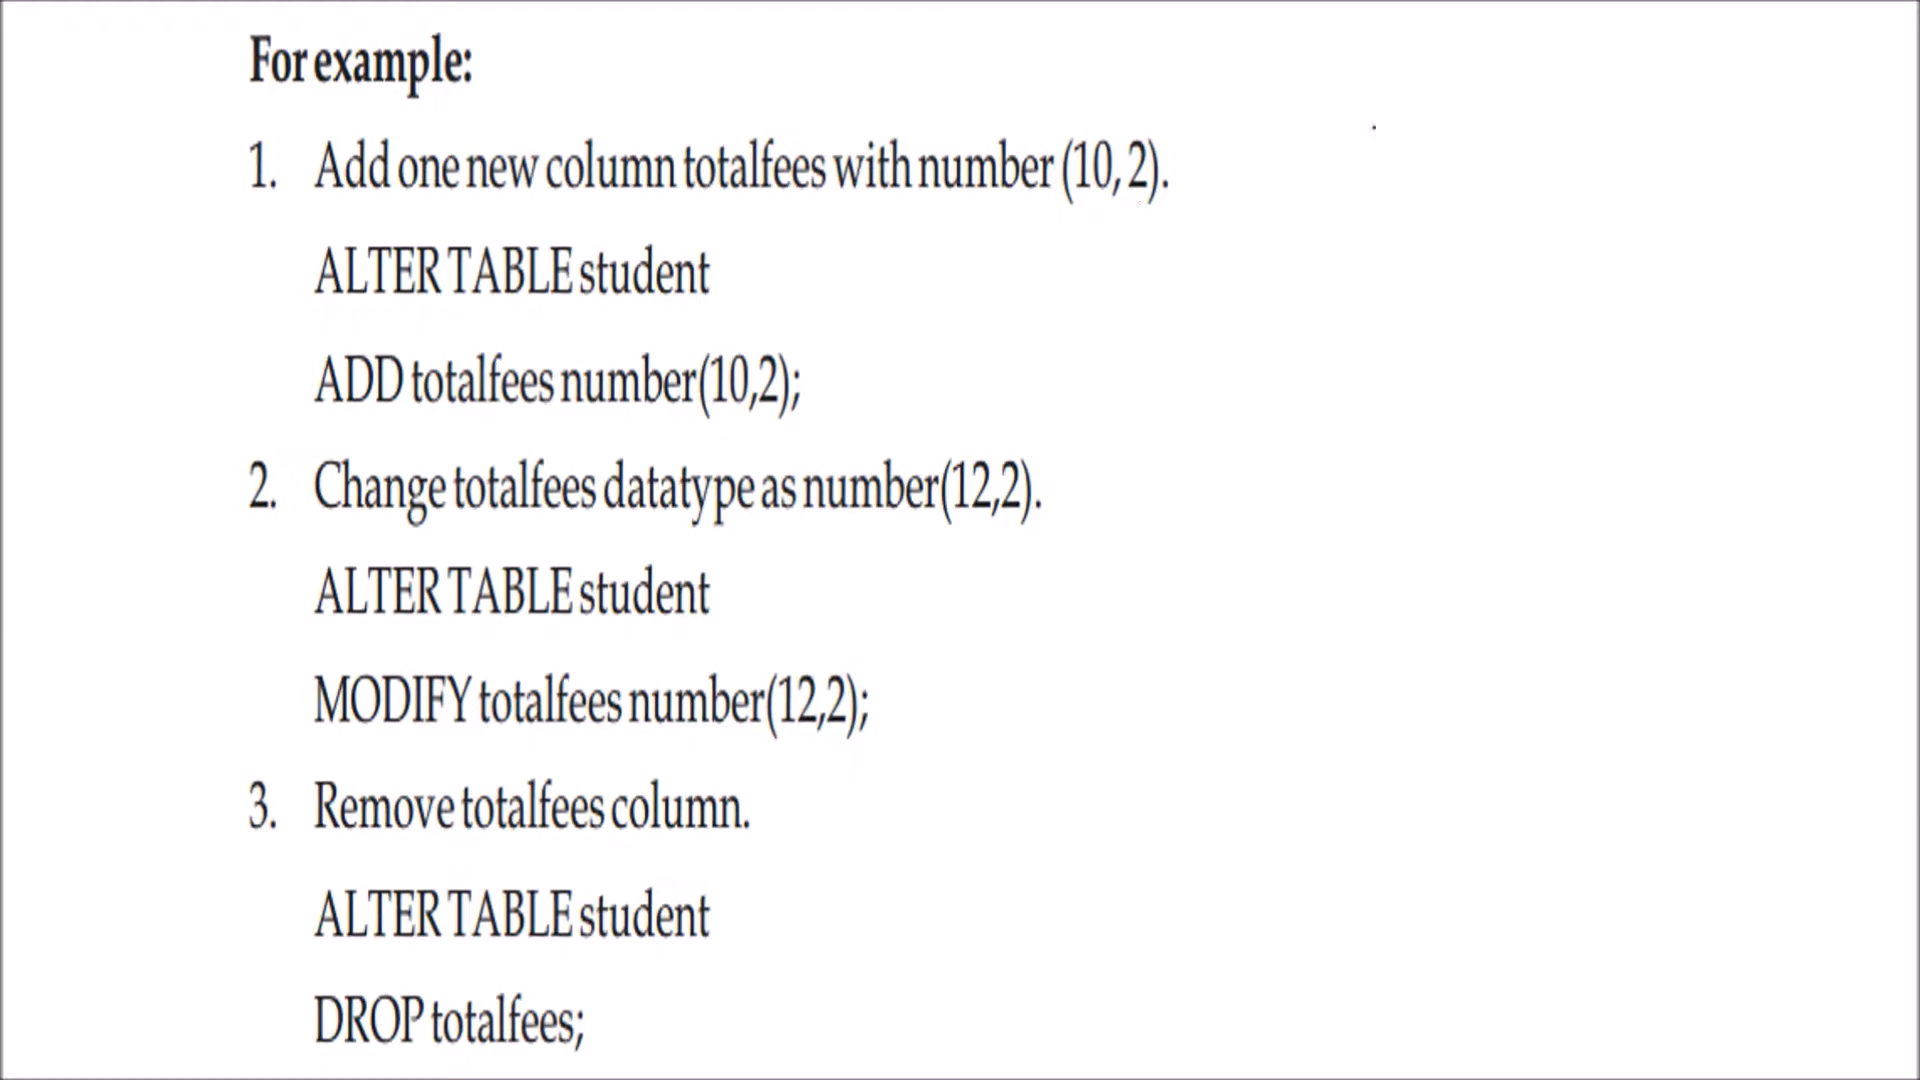 For example:
1. Add one new column totalfees with number (10, 2).
ALTER TABLE student
ADD totalfees number(10,2);
2. Change totalfees datatype as number(12,2).
ALTER TABLE student
MODIFY totalfees number(12,2);
3. Remove totalfees column.
ALTER TABLE student
DROP totalfees;